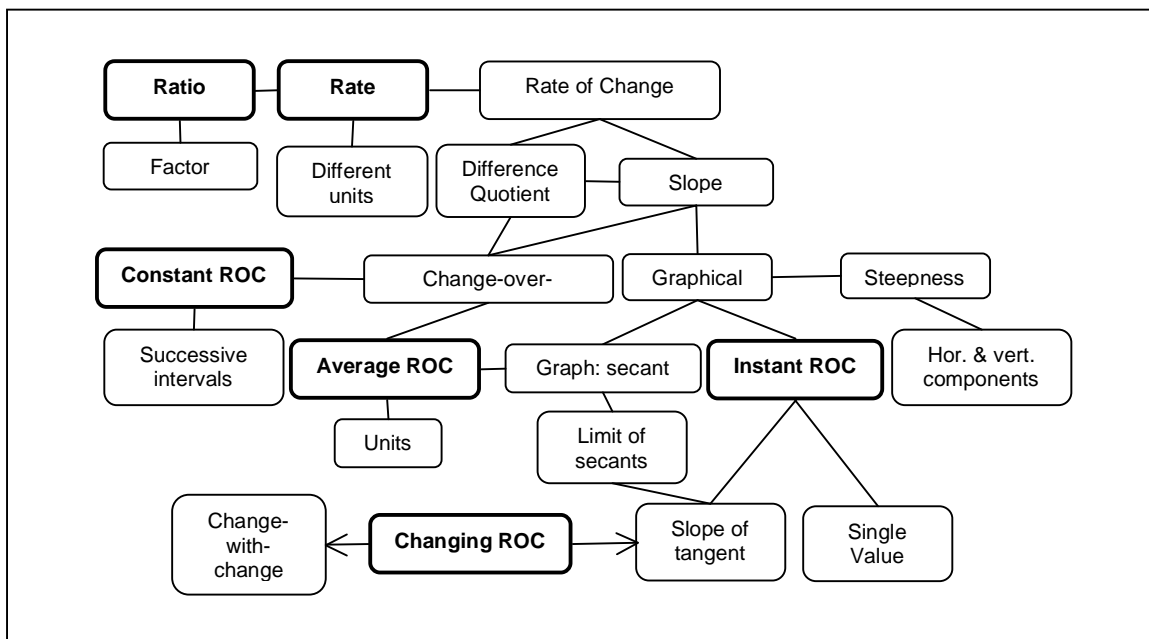 Ratio
Rate
Rate of Change
Factor
Different
units
Difference
Quotient
Slope
Constant ROC
Change-over-
Graphical
Steepness
Successive
intervals
Average ROC
Graph: secant
Instant ROC
Hor. & vert.
components
Units
Limit of
secants
Change-
with-
change
Changing ROC
Slope of
tangent
Single
Value